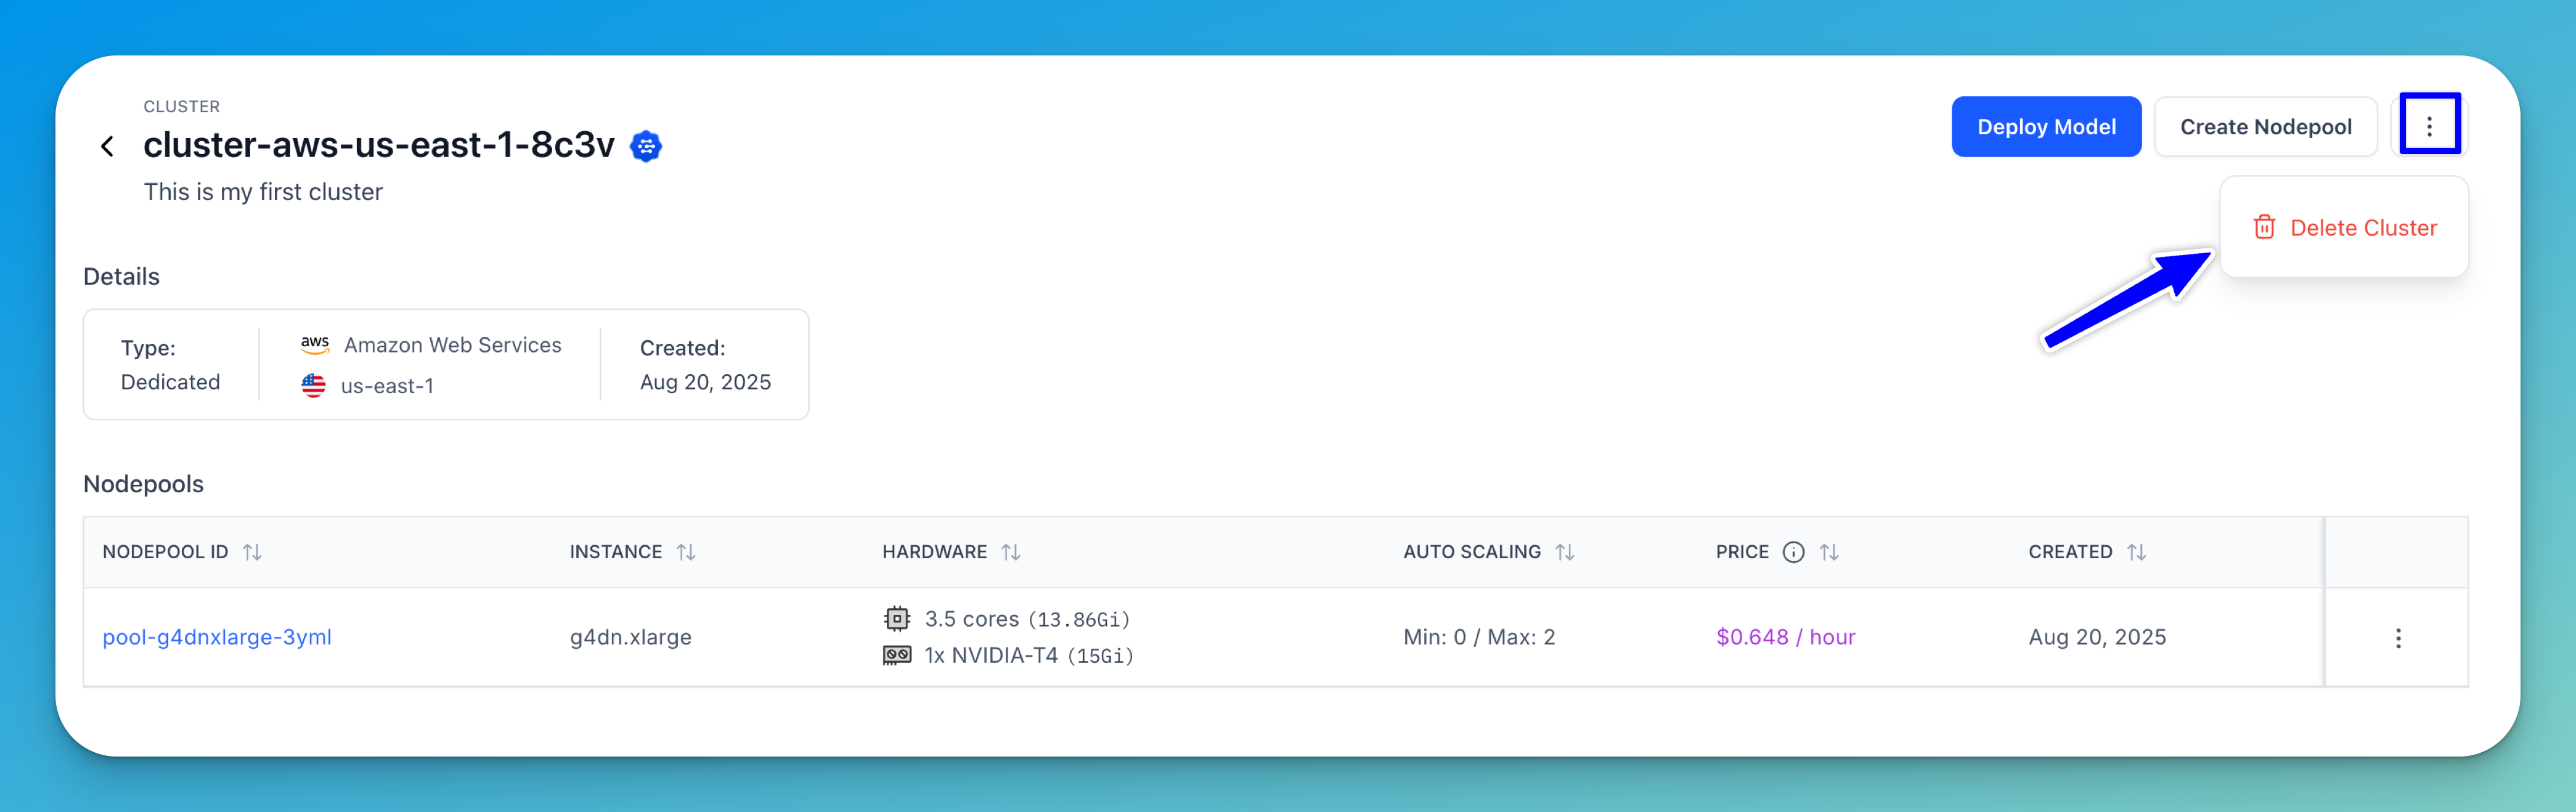 CLUSTER
cluster-aws-us-east-1-8c3v
This is my first cluster
Deploy Model
Create Nodepool
Delete Cluster
Details
Type:
Dedicated
aws Amazon Web Services
us-east-1
Created:
Aug 20, 2025
Nodepools
NODEPOOL ID INSTANCE HARDWARE AUTO SCALING PRICE CREATED
pool-g4dnxlarge-3yml g4dn.xlarge 3.5 cores (13.86Gi) Min: 0 / Max: 2 $0.648 / hour Aug 20, 2025
1x NVIDIA-T4 (15Gi)